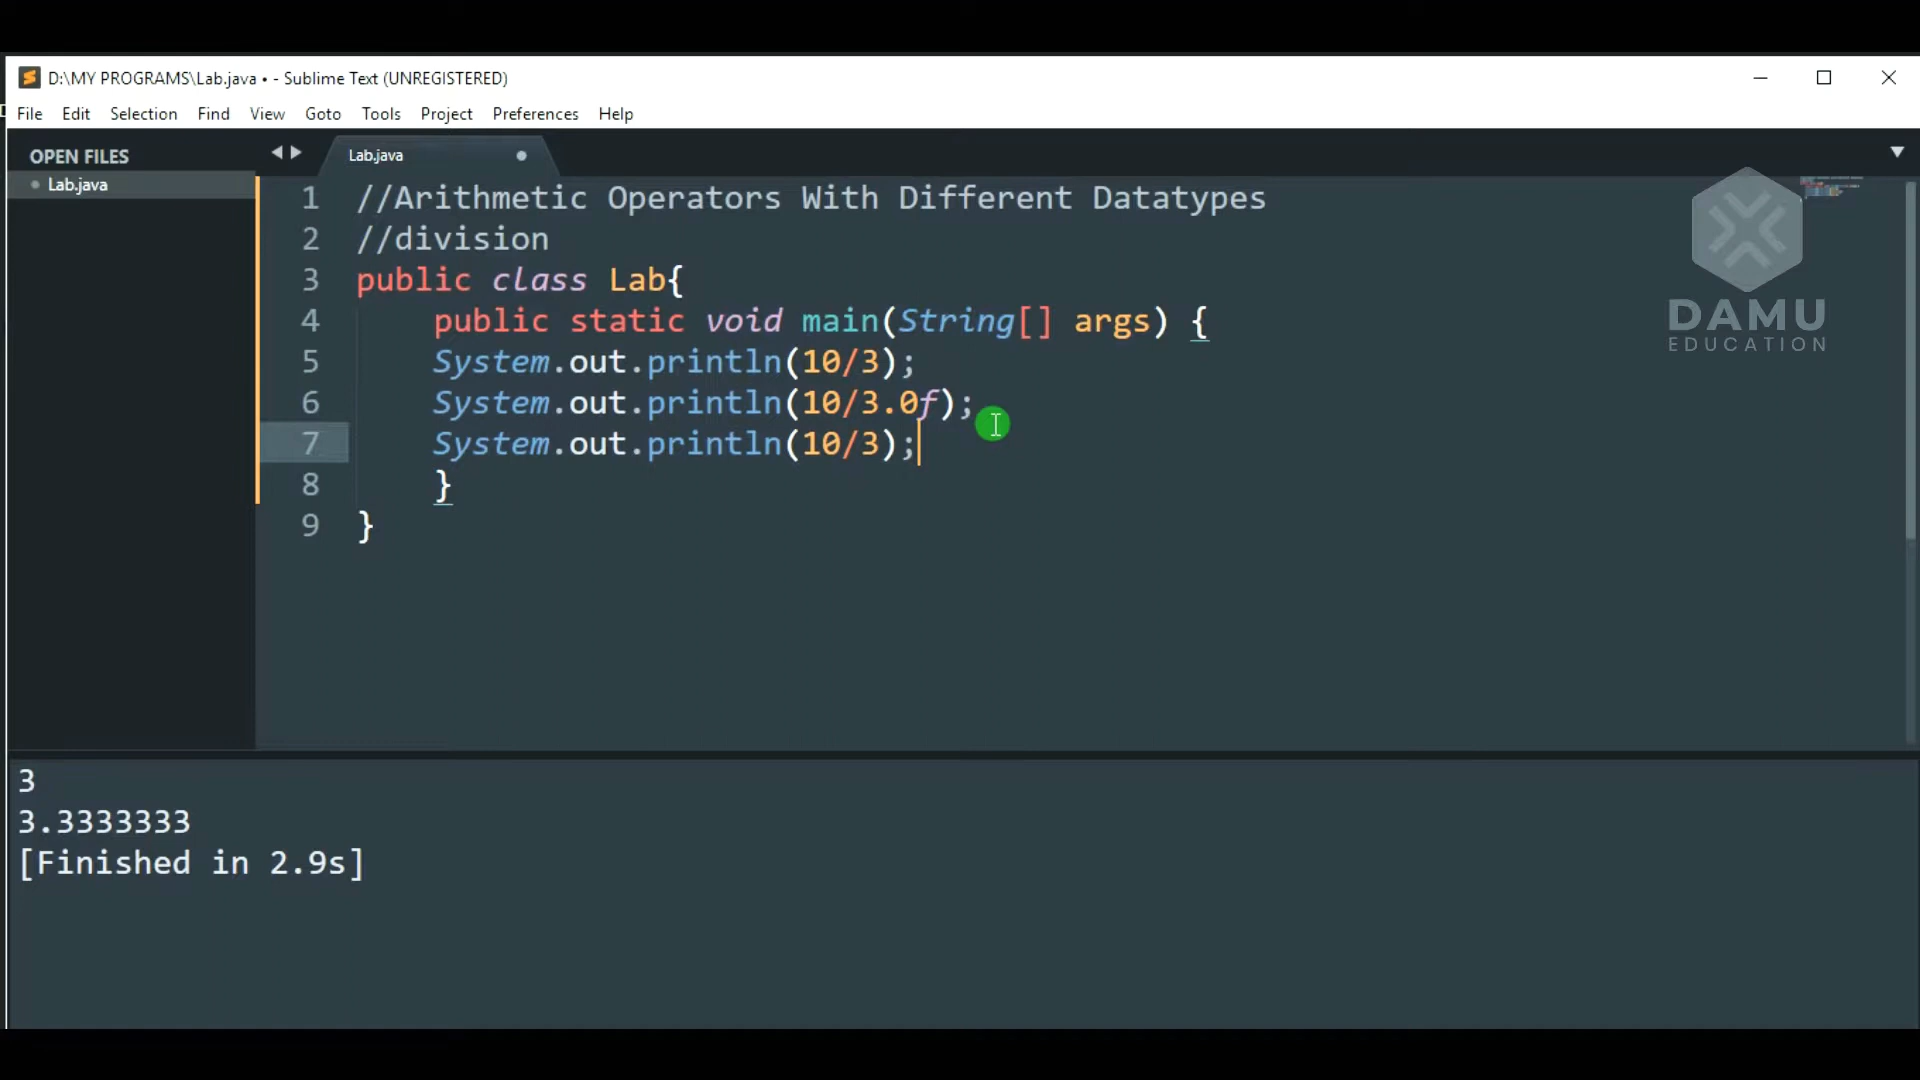 D:\MY PROGRAMS\Lab.java • - Sublime Text (UNREGISTERED)
File Edit Selection Find View Goto Tools Project Preferences Help
OPEN FILES
Lab.java
Lab.java
1 //Arithmetic Operators With Different Datatypes
2 //division
3 public class Lab{
4 public static void main(String[] args) {
5 System.out.println(10/3);
6 System.out.println(10/3.0f);
7 System.out.println(10/3);
8 }
9 }
DAMU
EDUCATION
3
3.3333333
[Finished in 2.9s]